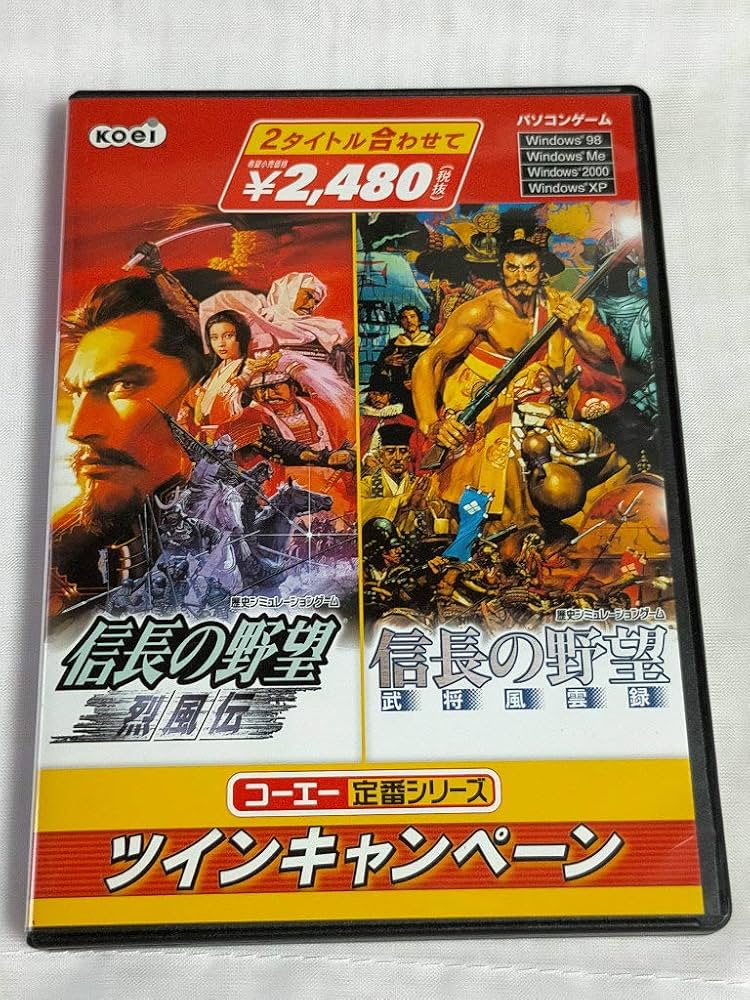 KOEI
2タイトル合わせて
希望小売価格
¥2,480(税抜)
パソコンゲーム
Windows®98
Windows®Me
Windows®2000
Windows®XP
歴史シミュレーションゲーム
信長の野望
烈風伝
歴史シミュレーションゲーム
信長の野望
武将風雲録
コーエー定番シリーズ
ツインキャンペーン